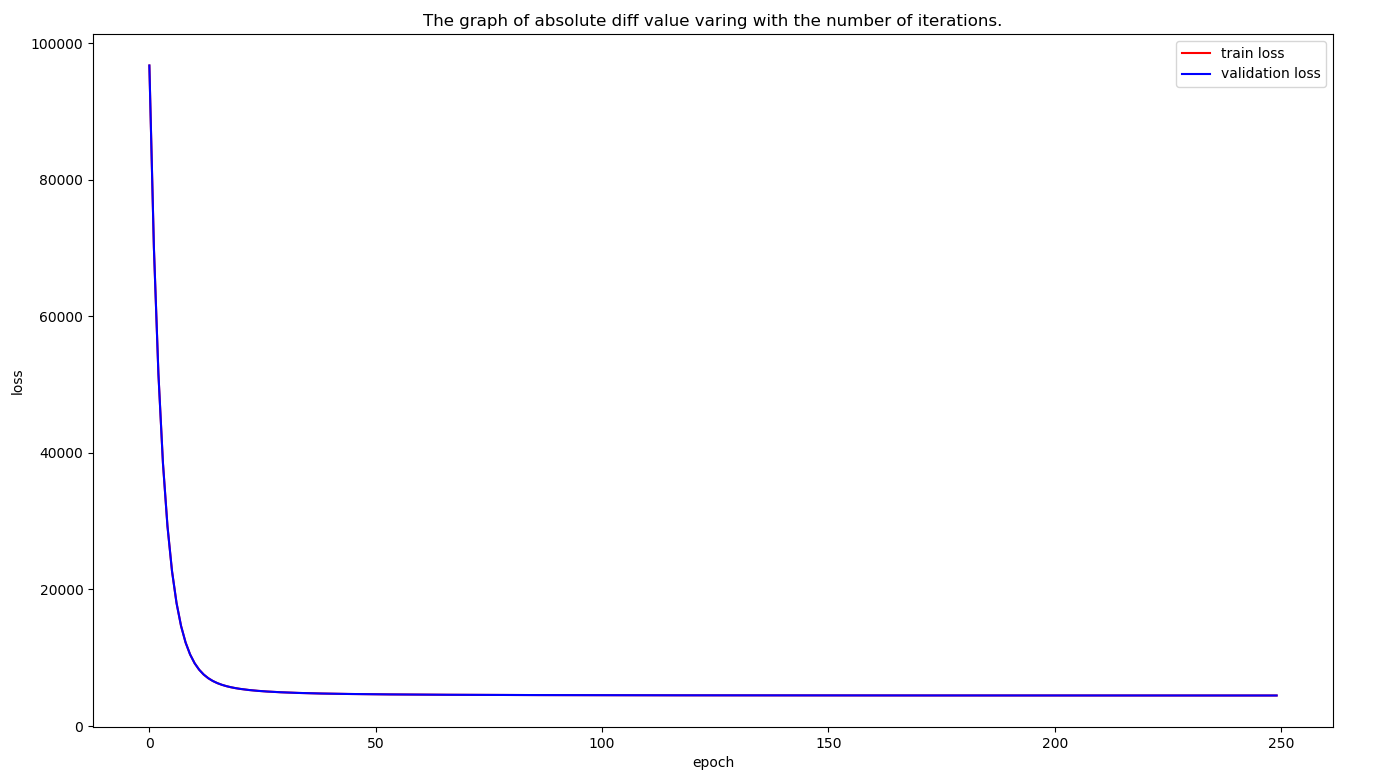 The graph of absolute diff value varing with the number of iterations.
train loss
validation loss
100000
80000
60000
40000
20000
0
loss
0 50 100 150 200 250
epoch